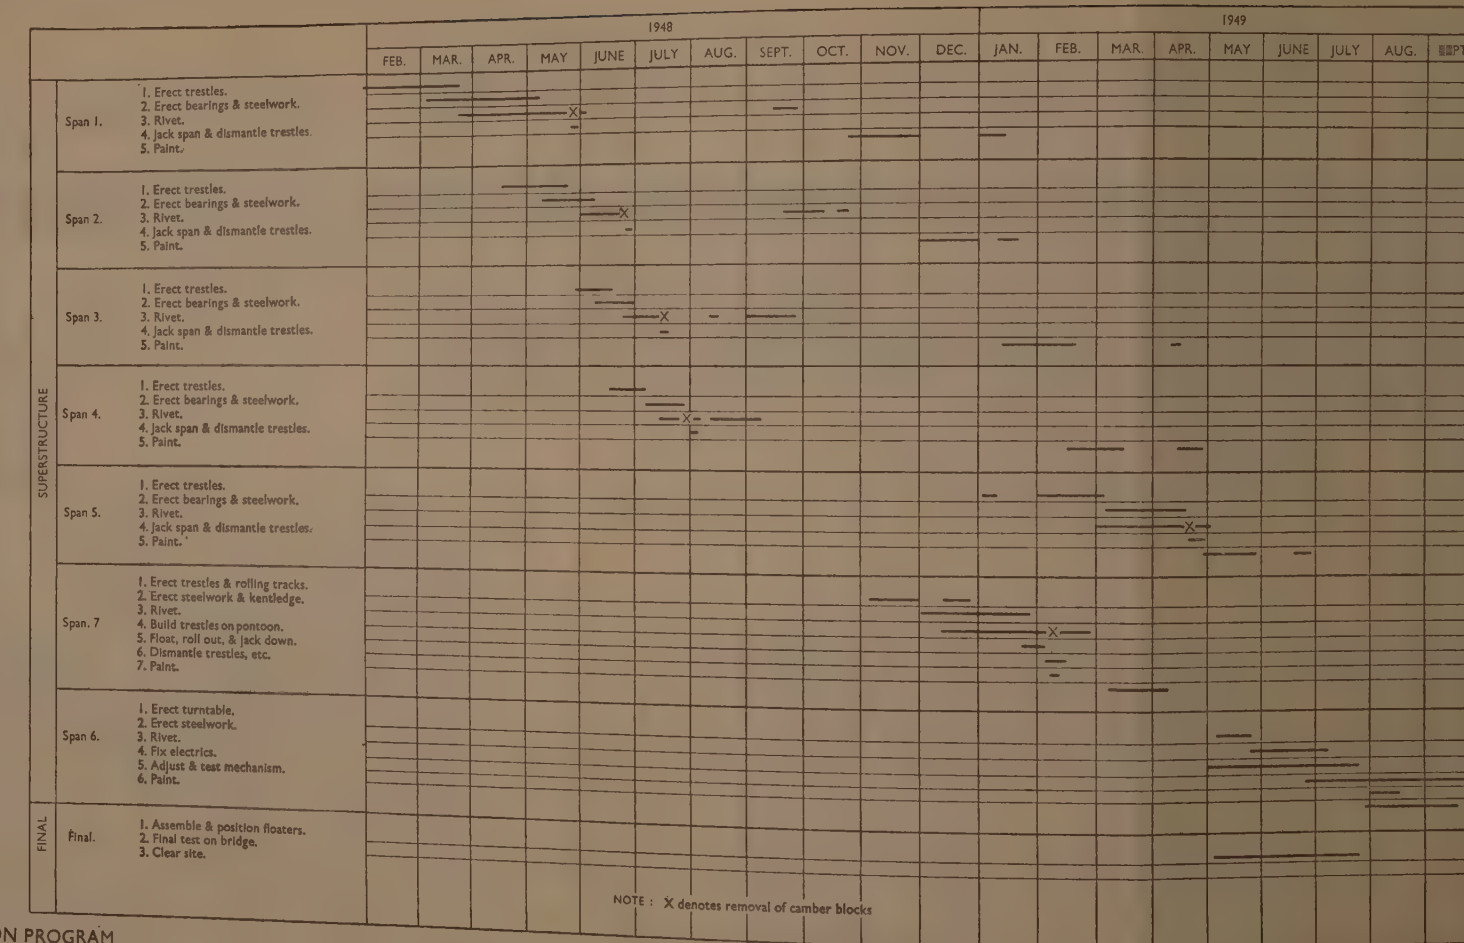 1948 1949
FEB. MAR. APR. MAY JUNE JULY AUG. SEPT. OCT. NOV. DEC. JAN. FEB. MAR. APR. MAY JUNE JULY AUG.
SUPERSTRUCTURE
Span 1.
1. Erect trestles.
2. Erect bearings & steelwork.
3. Rivet.
4. Jack span & dismantle trestles.
5. Paint.
X
Span 2.
1. Erect trestles.
2. Erect bearings & steelwork.
3. Rivet.
4. Jack span & dismantle trestles.
5. Paint.
X
Span 3.
1. Erect trestles.
2. Erect bearings & steelwork.
3. Rivet.
4. Jack span & dismantle trestles.
5. Paint.
X
Span 4.
1. Erect trestles.
2. Erect bearings & steelwork.
3. Rivet.
4. Jack span & dismantle trestles.
5. Paint.
X
Span 5.
1. Erect trestles.
2. Erect bearings & steelwork.
3. Rivet.
4. Jack span & dismantle trestles.
5. Paint.
X
Span. 7
1. Erect trestles & rolling tracks.
2. Erect steelwork & kentledge.
3. Rivet.
4. Build trestles on pontoon.
5. Float, roll out, & jack down.
6. Dismantle trestles, etc.
7. Paint.
X
Span 6.
1. Erect turntable.
2. Erect steelwork.
3. Rivet.
4. Fix electrics.
5. Adjust & test mechanism.
6. Paint.
FINAL
Final.
1. Assemble & position floaters.
2. Final test on bridge.
3. Clear site.
NOTE : X denotes removal of camber blocks
ON PROGRAM